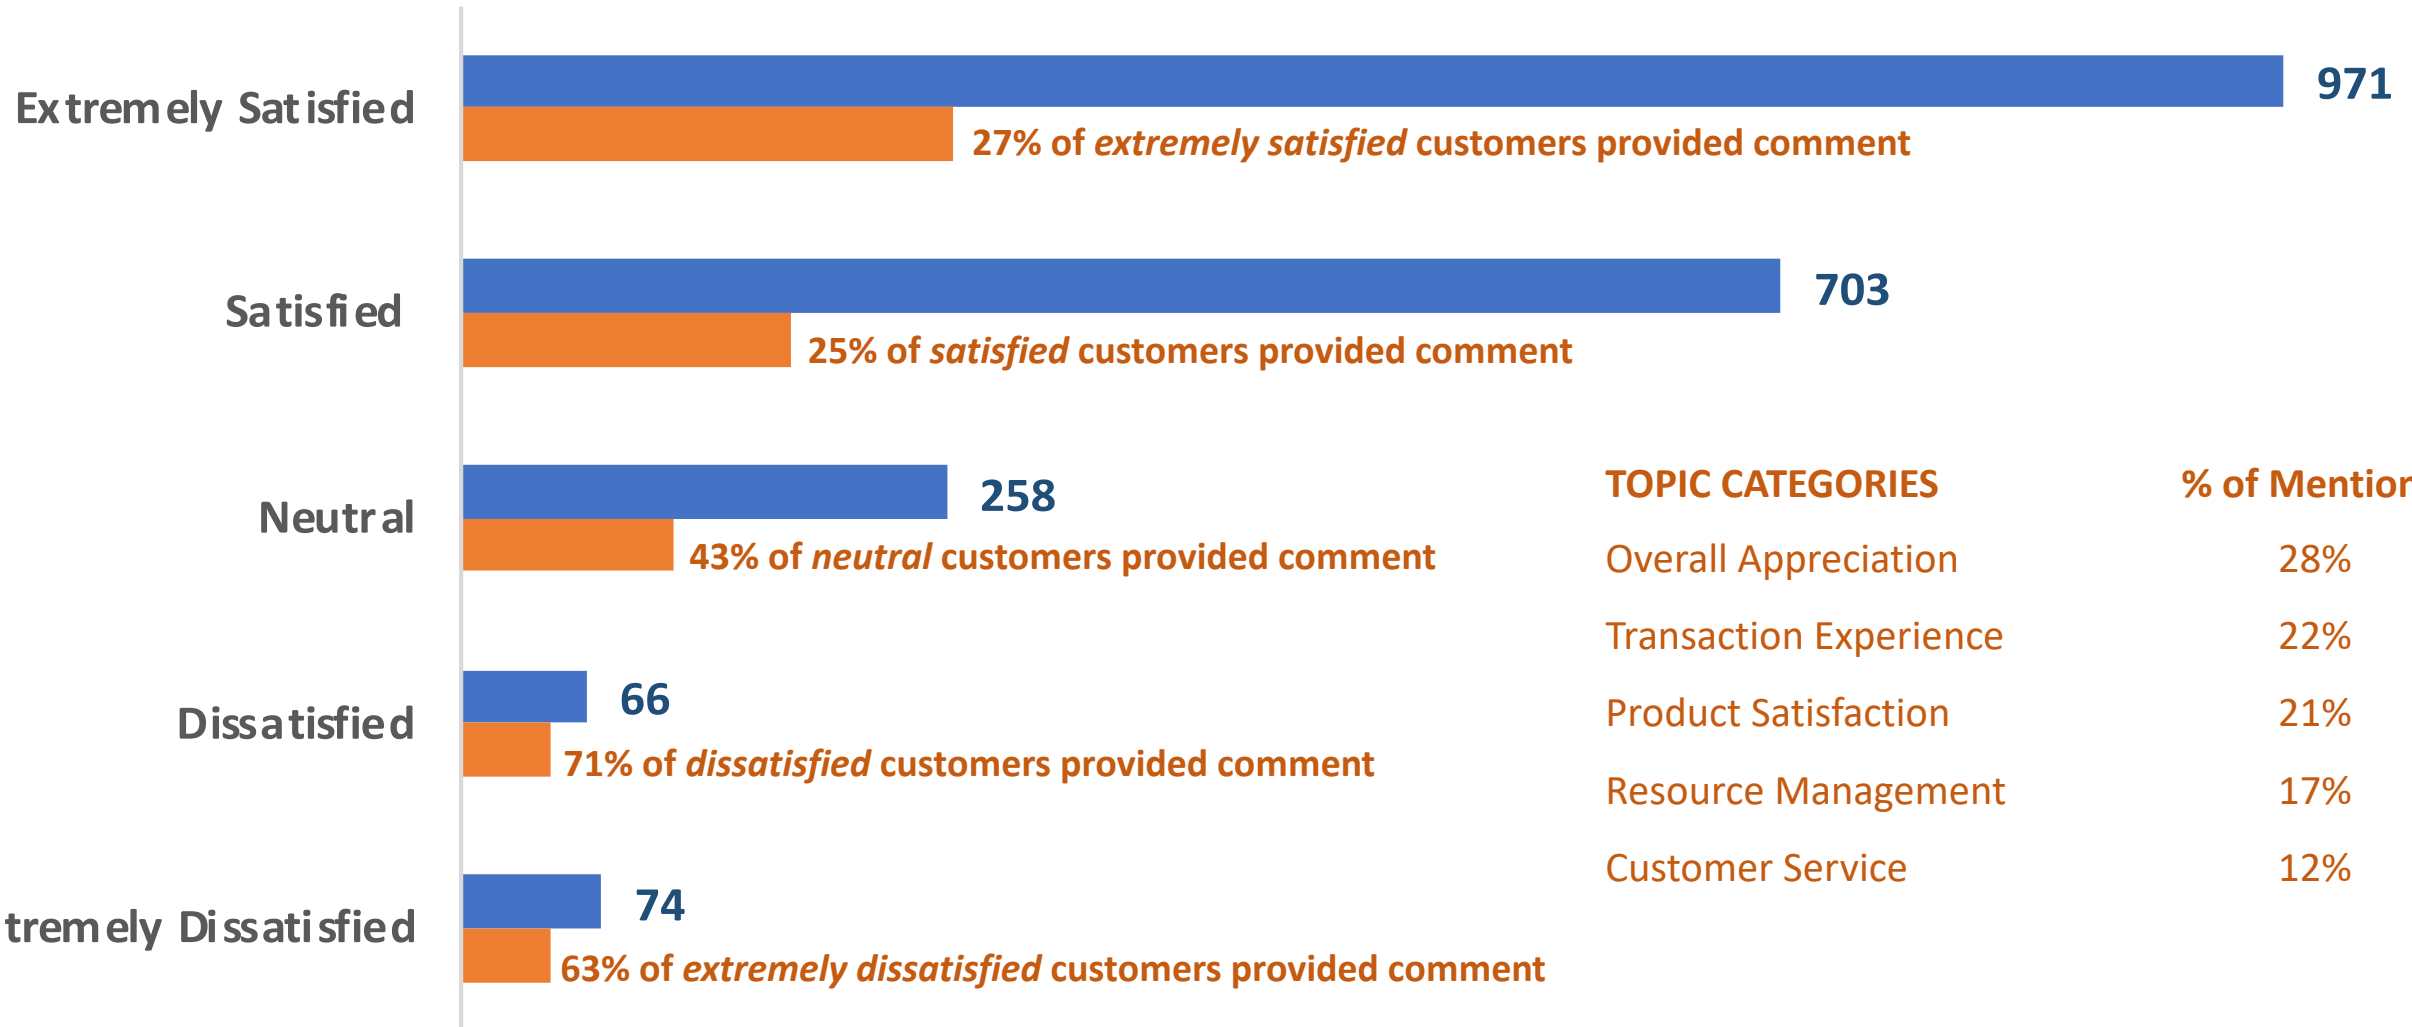 Extremely Satisfied
971
27% of extremely satisfied customers provided comment
Satisfied
703
25% of satisfied customers provided comment
Neutral
258
43% of neutral customers provided comment
TOPIC CATEGORIES % of Mention
Overall Appreciation 28%
Transaction Experience 22%
Product Satisfaction 21%
Resource Management 17%
Customer Service 12%
Dissatisfied
66
71% of dissatisfied customers provided comment
tremely Dissatisfied
74
63% of extremely dissatisfied customers provided comment